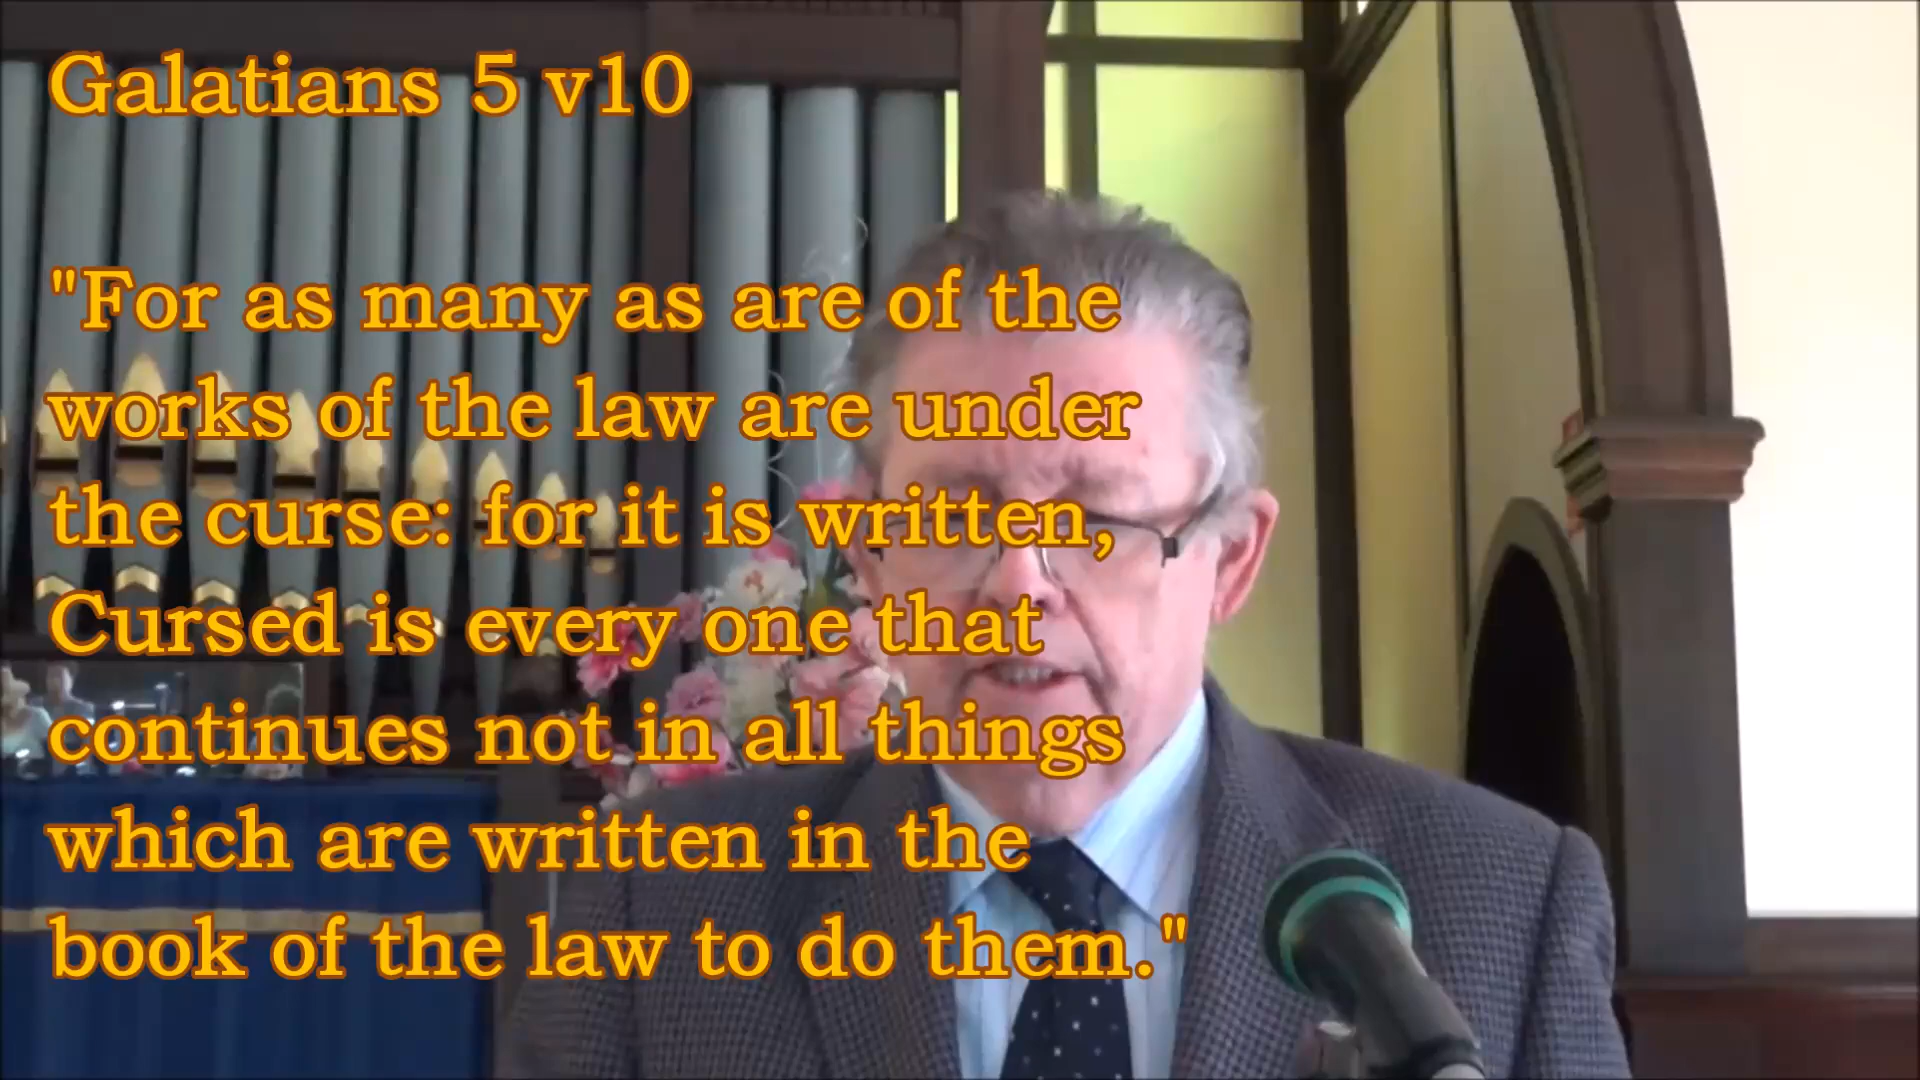 Galatians 5 v10
"For as many as are of the
works of the law are under
the curse: for it is written,
Cursed is every one that
continues not in all things
which are written in the
book of the law to do them."